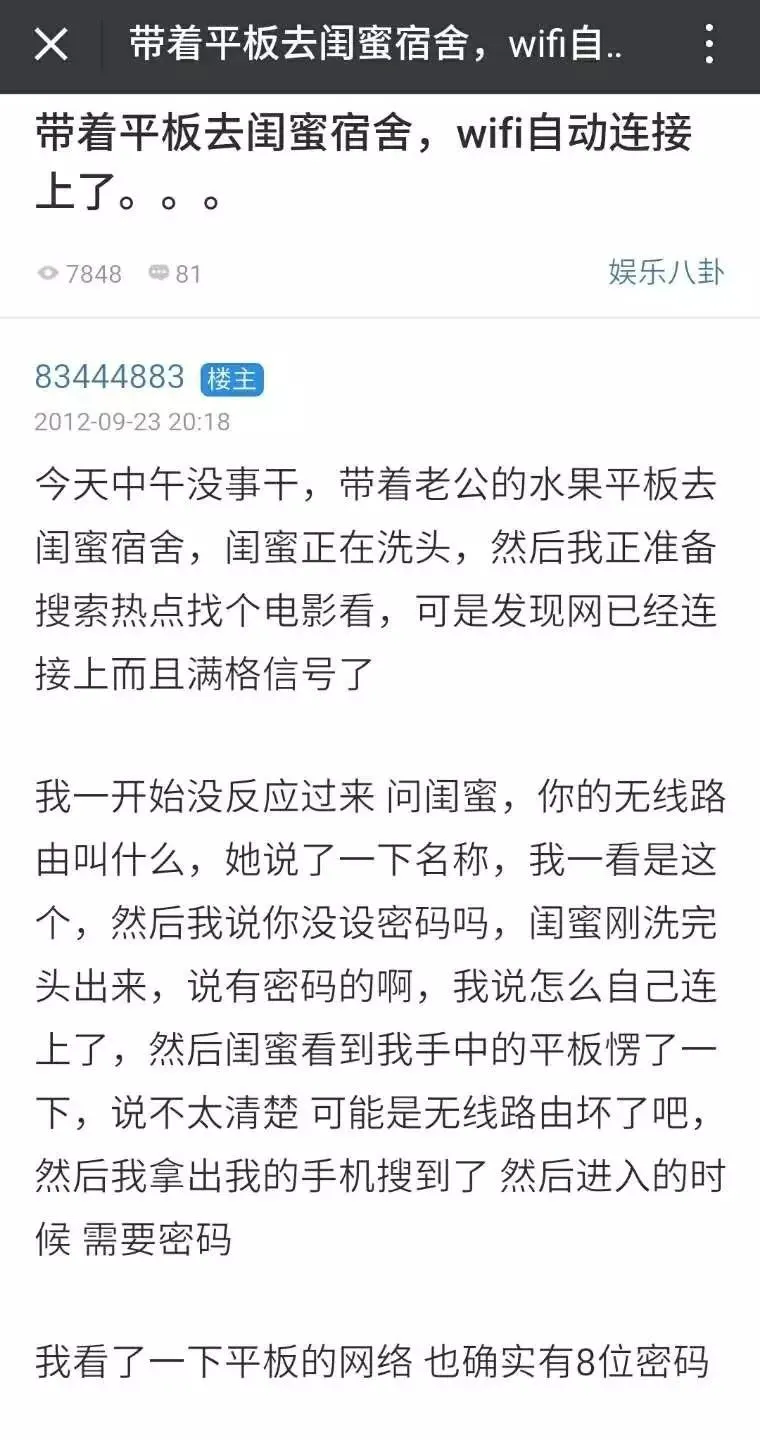 带着平板去闺蜜宿舍，wifi自..
带着平板去闺蜜宿舍，wifi自动连接
上了。。。
7848 81 娱乐八卦
83444883 楼主
2012-09-23 20:18
今天中午没事干，带着老公的水果平板去
闺蜜宿舍，闺蜜正在洗头，然后我正准备
搜索热点找个电影看，可是发现网已经连
接上而且满格信号了
我一开始没反应过来 问闺蜜，你的无线路
由叫什么，她说了一下名称，我一看是这
个，然后我说你没设密码吗，闺蜜刚洗完
头出来，说有密码的啊，我说怎么自己连
上了，然后闺蜜看到我手中的平板愣了一
下，说不太清楚 可能是无线路由坏了吧，
然后我拿出我的手机搜到了 然后进入的时
候 需要密码
我看了一下平板的网络 也确实有8位密码